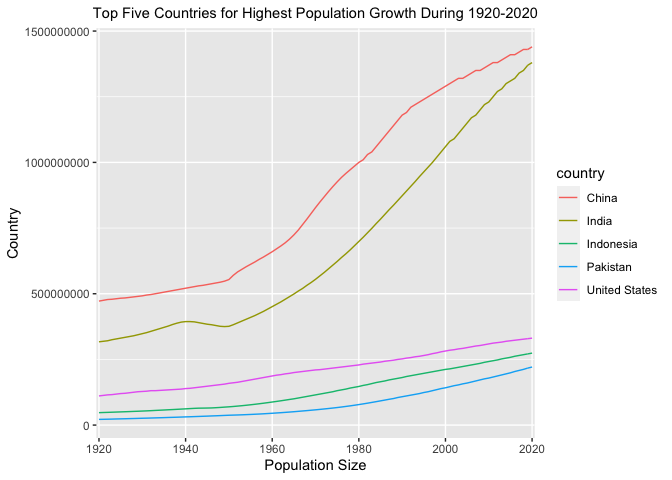 Top Five Countries for Highest Population Growth During 1920-2020
1500000000
1000000000
500000000
0
Country
1920
1940
1960
1980
2000
2020
Population Size
country
China
India
Indonesia
Pakistan
United States